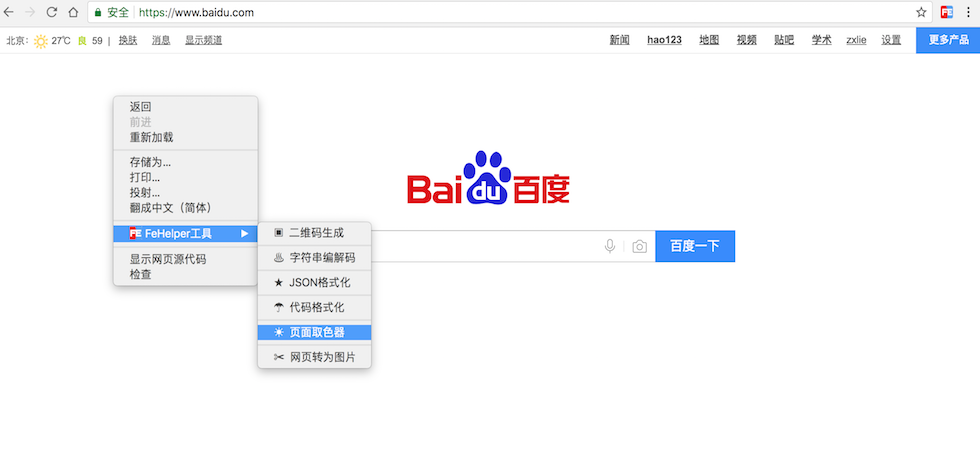 安全 https://www.baidu.com FE
北京: 27℃ 良 59 | 换肤 消息 显示频道 新闻 hao123 地图 视频 贴吧 学术 zxlie 设置 更多产品
返回
前进
重新加载
存储为...
打印...
投射...
翻成中文（简体）
FE FeHelper工具
显示网页源代码
检查
二维码生成
字符串编解码
JSON格式化
代码格式化
页面取色器
网页转为图片
Bai du 百度
百度一下